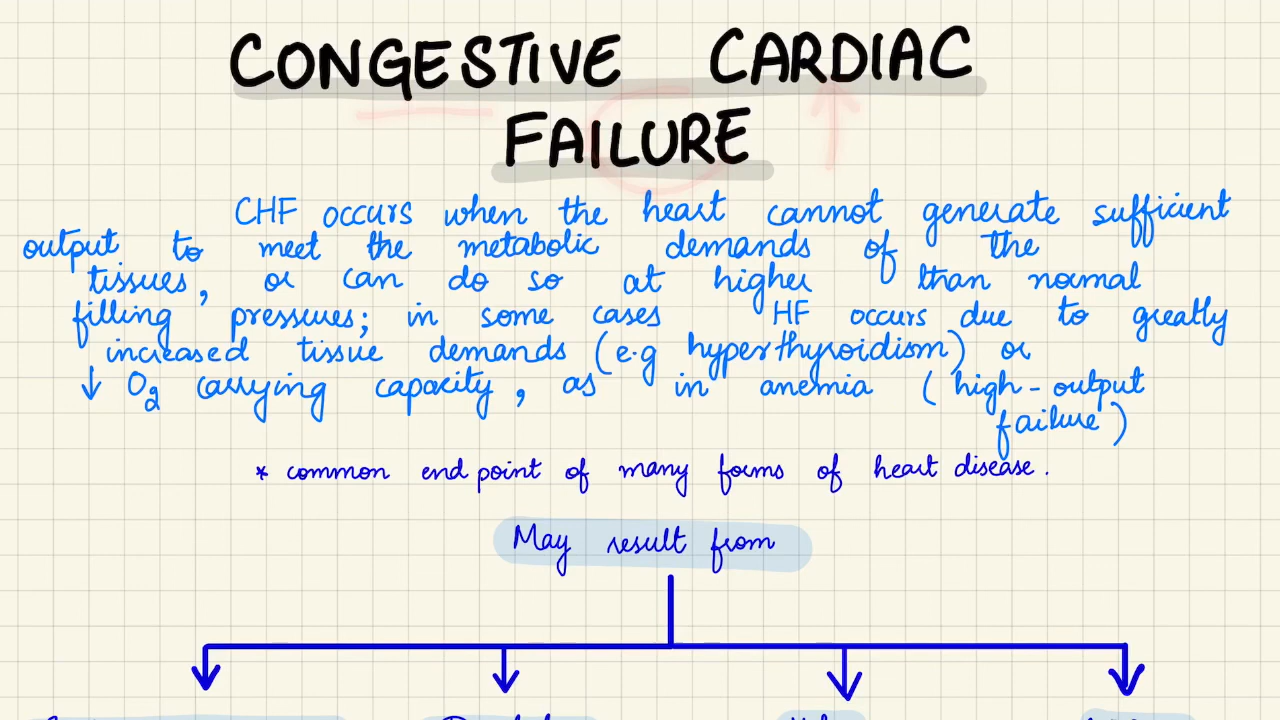 CONGESTIVE CARDIAC
FAILURE
CHF occurs when the heart cannot generate sufficient
output to meet the metabolic demands of the
tissues, or can do so at higher than normal
filling pressures; in some cases HF occurs due to greatly
increased tissue demands (e.g hyperthyroidism) or
↓ O₂ carrying capacity, as in anemia (high-output
failure)
* common end point of many forms of heart disease.
May result from